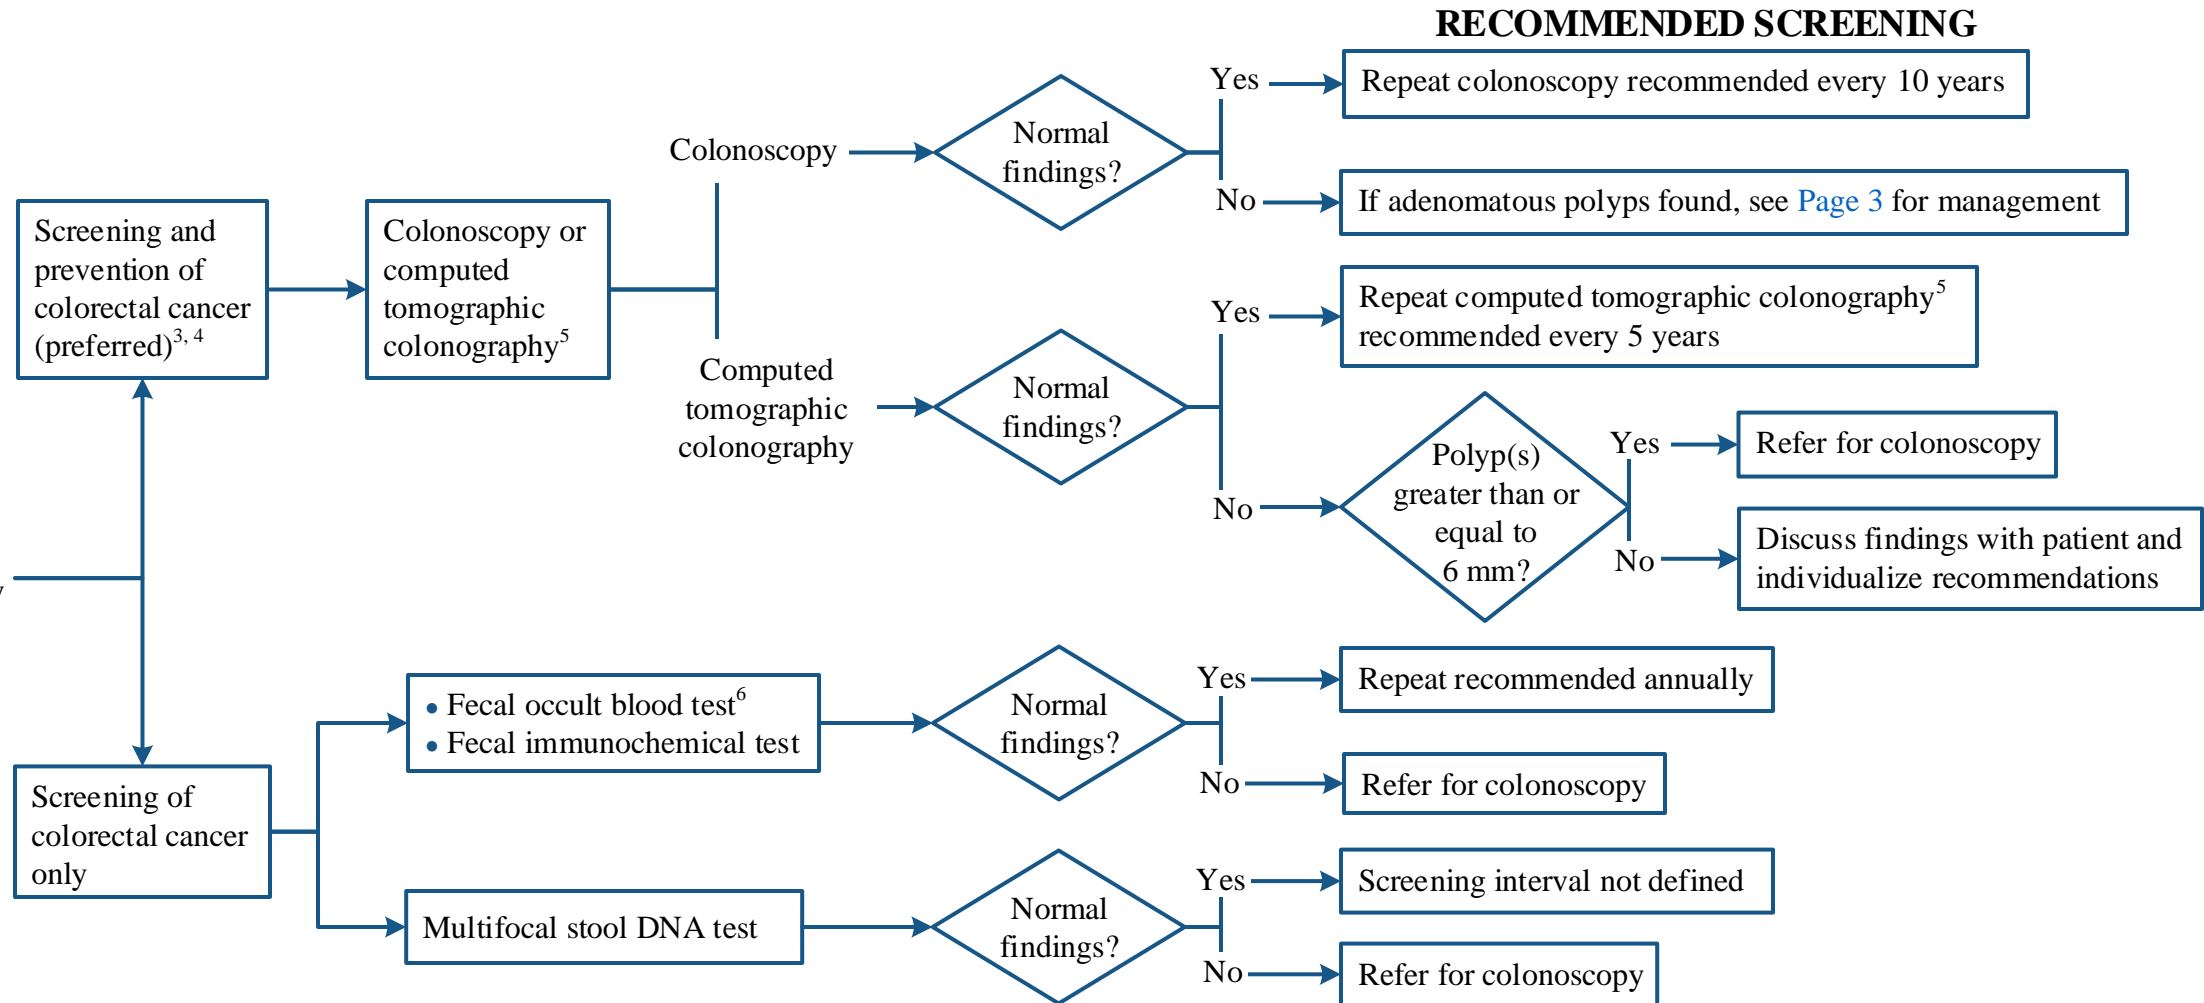 RECOMMENDED SCREENING
Screening and
prevention of
colorectal cancer
(preferred)3, 4
Colonoscopy or
computed
tomographic
colonography5
Colonoscopy
Normal
findings?
Yes
Repeat colonoscopy recommended every 10 years
No
If adenomatous polyps found, see Page 3 for management
Computed
tomographic
colonography
Normal
findings?
Yes
Repeat computed tomographic colonography5
recommended every 5 years
No
Polyp(s)
greater than or
equal to
6 mm?
Yes
Refer for colonoscopy
No
Discuss findings with patient and
individualize recommendations
Screening of
colorectal cancer
only
• Fecal occult blood test6
• Fecal immunochemical test
Normal
findings?
Yes
Repeat recommended annually
No
Refer for colonoscopy
Multifocal stool DNA test
Normal
findings?
Yes
Screening interval not defined
No
Refer for colonoscopy